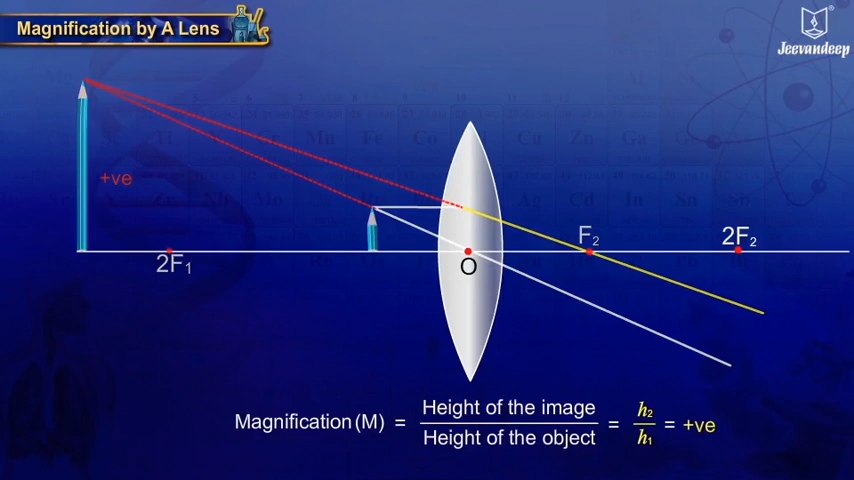 Magnification by A Lens
Jeevandeep
®
+ve
2F₁
O
F₂
2F₂
Magnification (M) = Height of the image / Height of the object = h₂ / h₁ = +ve